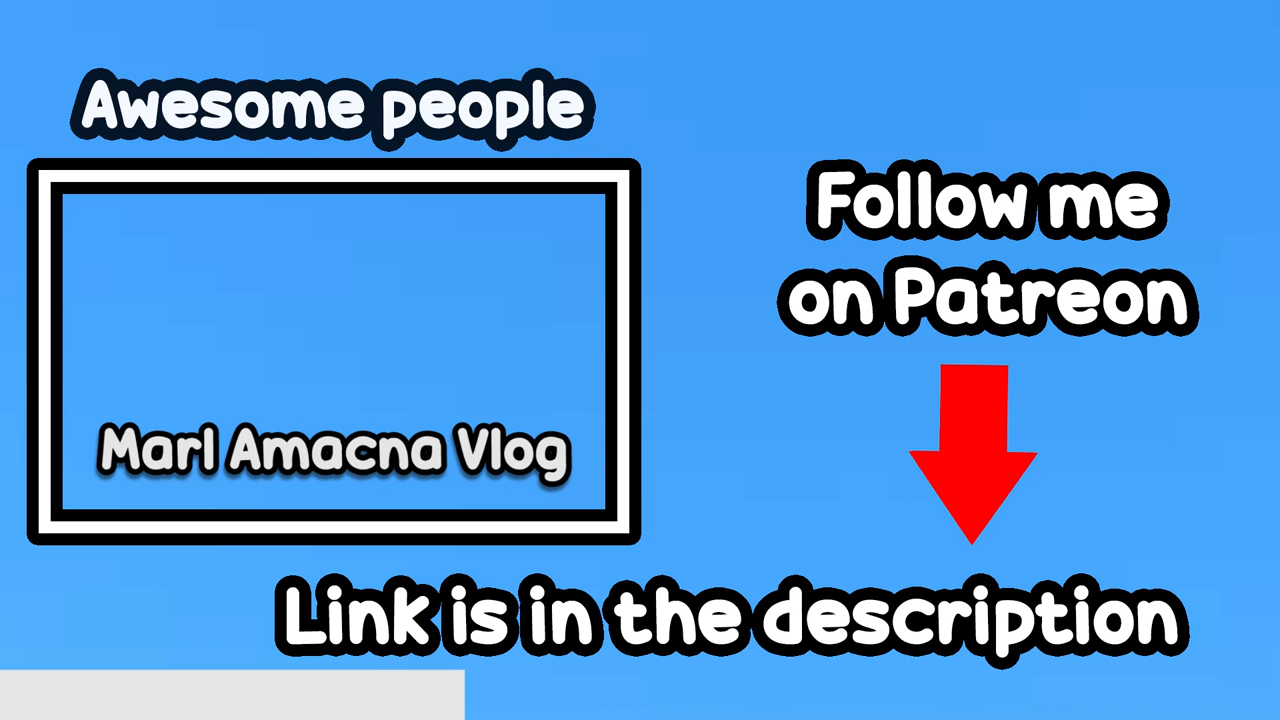 Awesome people
Marl Amacna Vlog
Follow me
on Patreon
Link is in the description